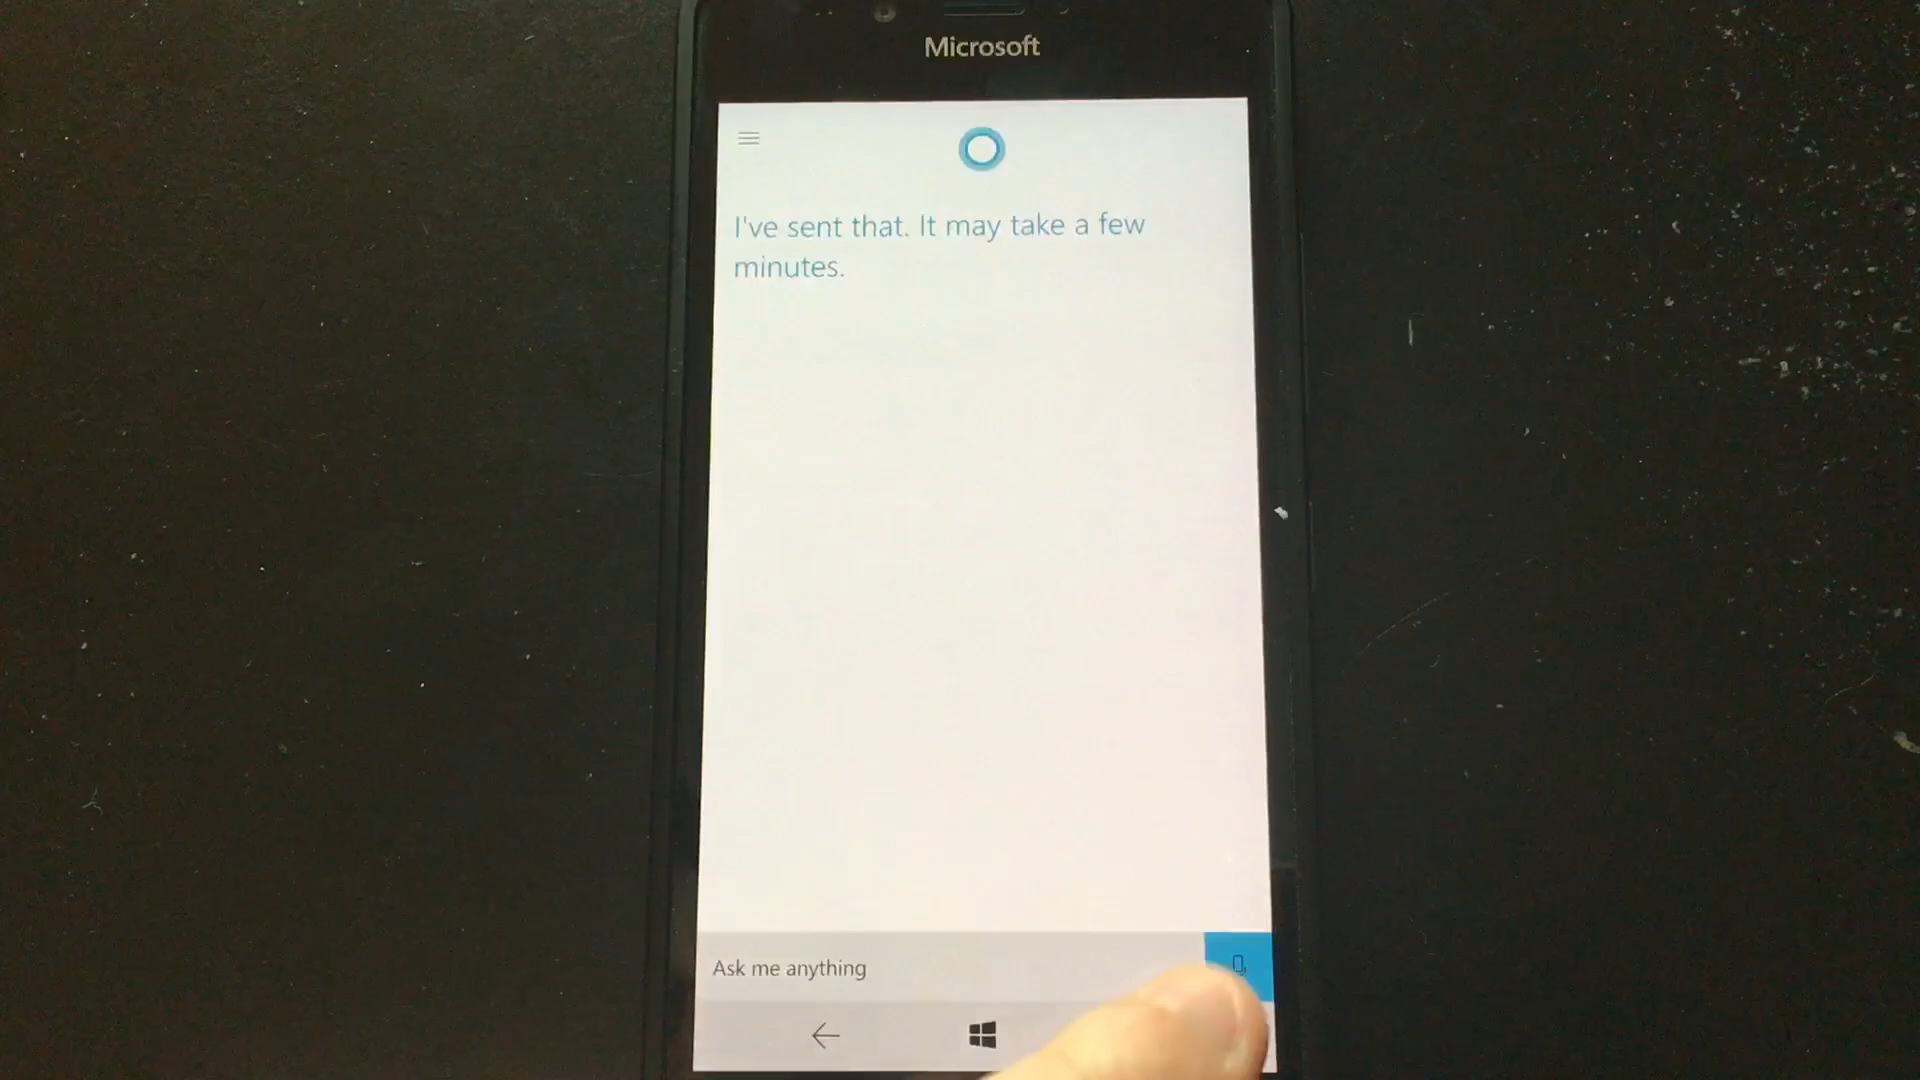 Microsoft
I've sent that. It may take a few
minutes.
Ask me anything